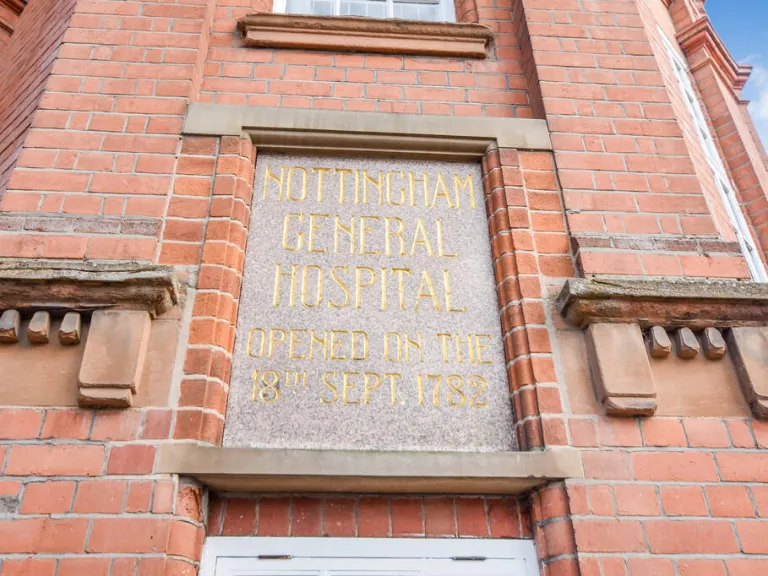 NOTTINGHAM
GENERAL
HOSPITAL
OPENED ON THE
18TH SEPT. 1782